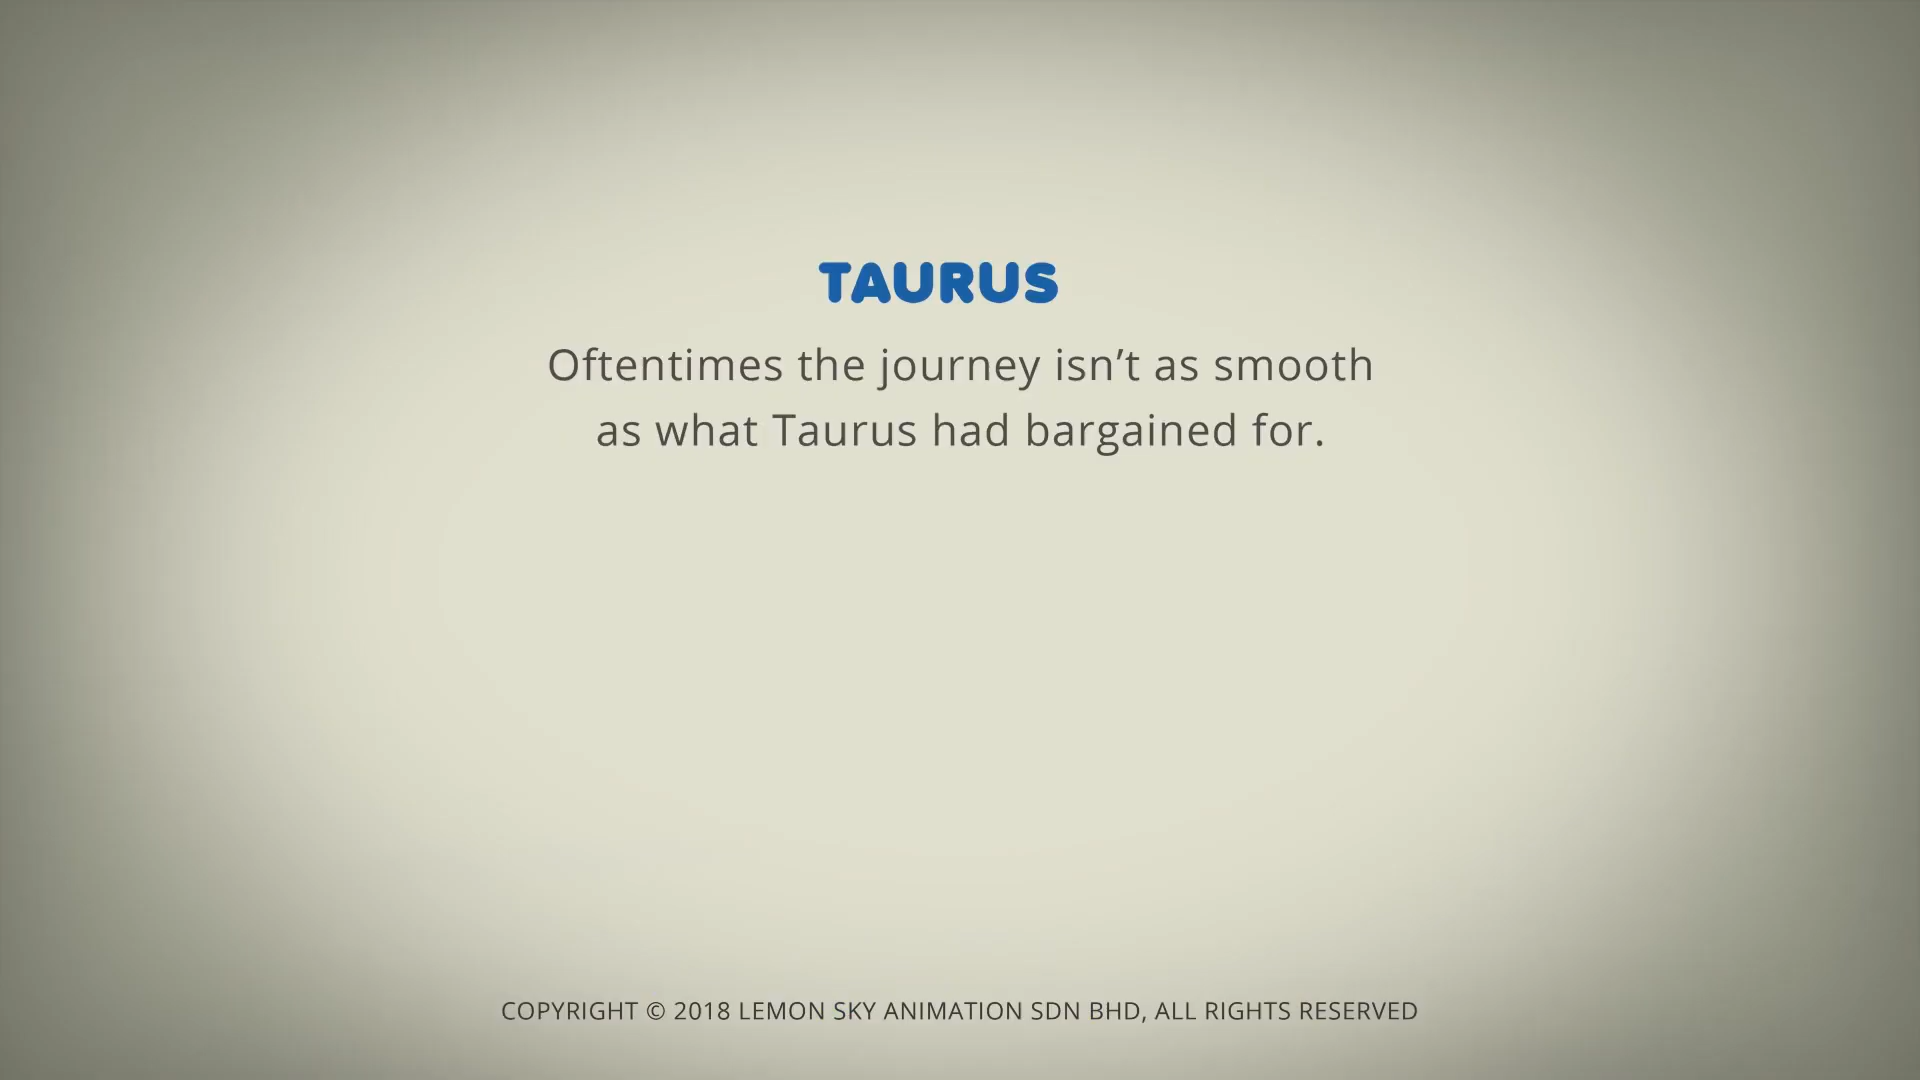 TAURUS
Oftentimes the journey isn’t as smooth
as what Taurus had bargained for.
COPYRIGHT © 2018 LEMON SKY ANIMATION SDN BHD, ALL RIGHTS RESERVED